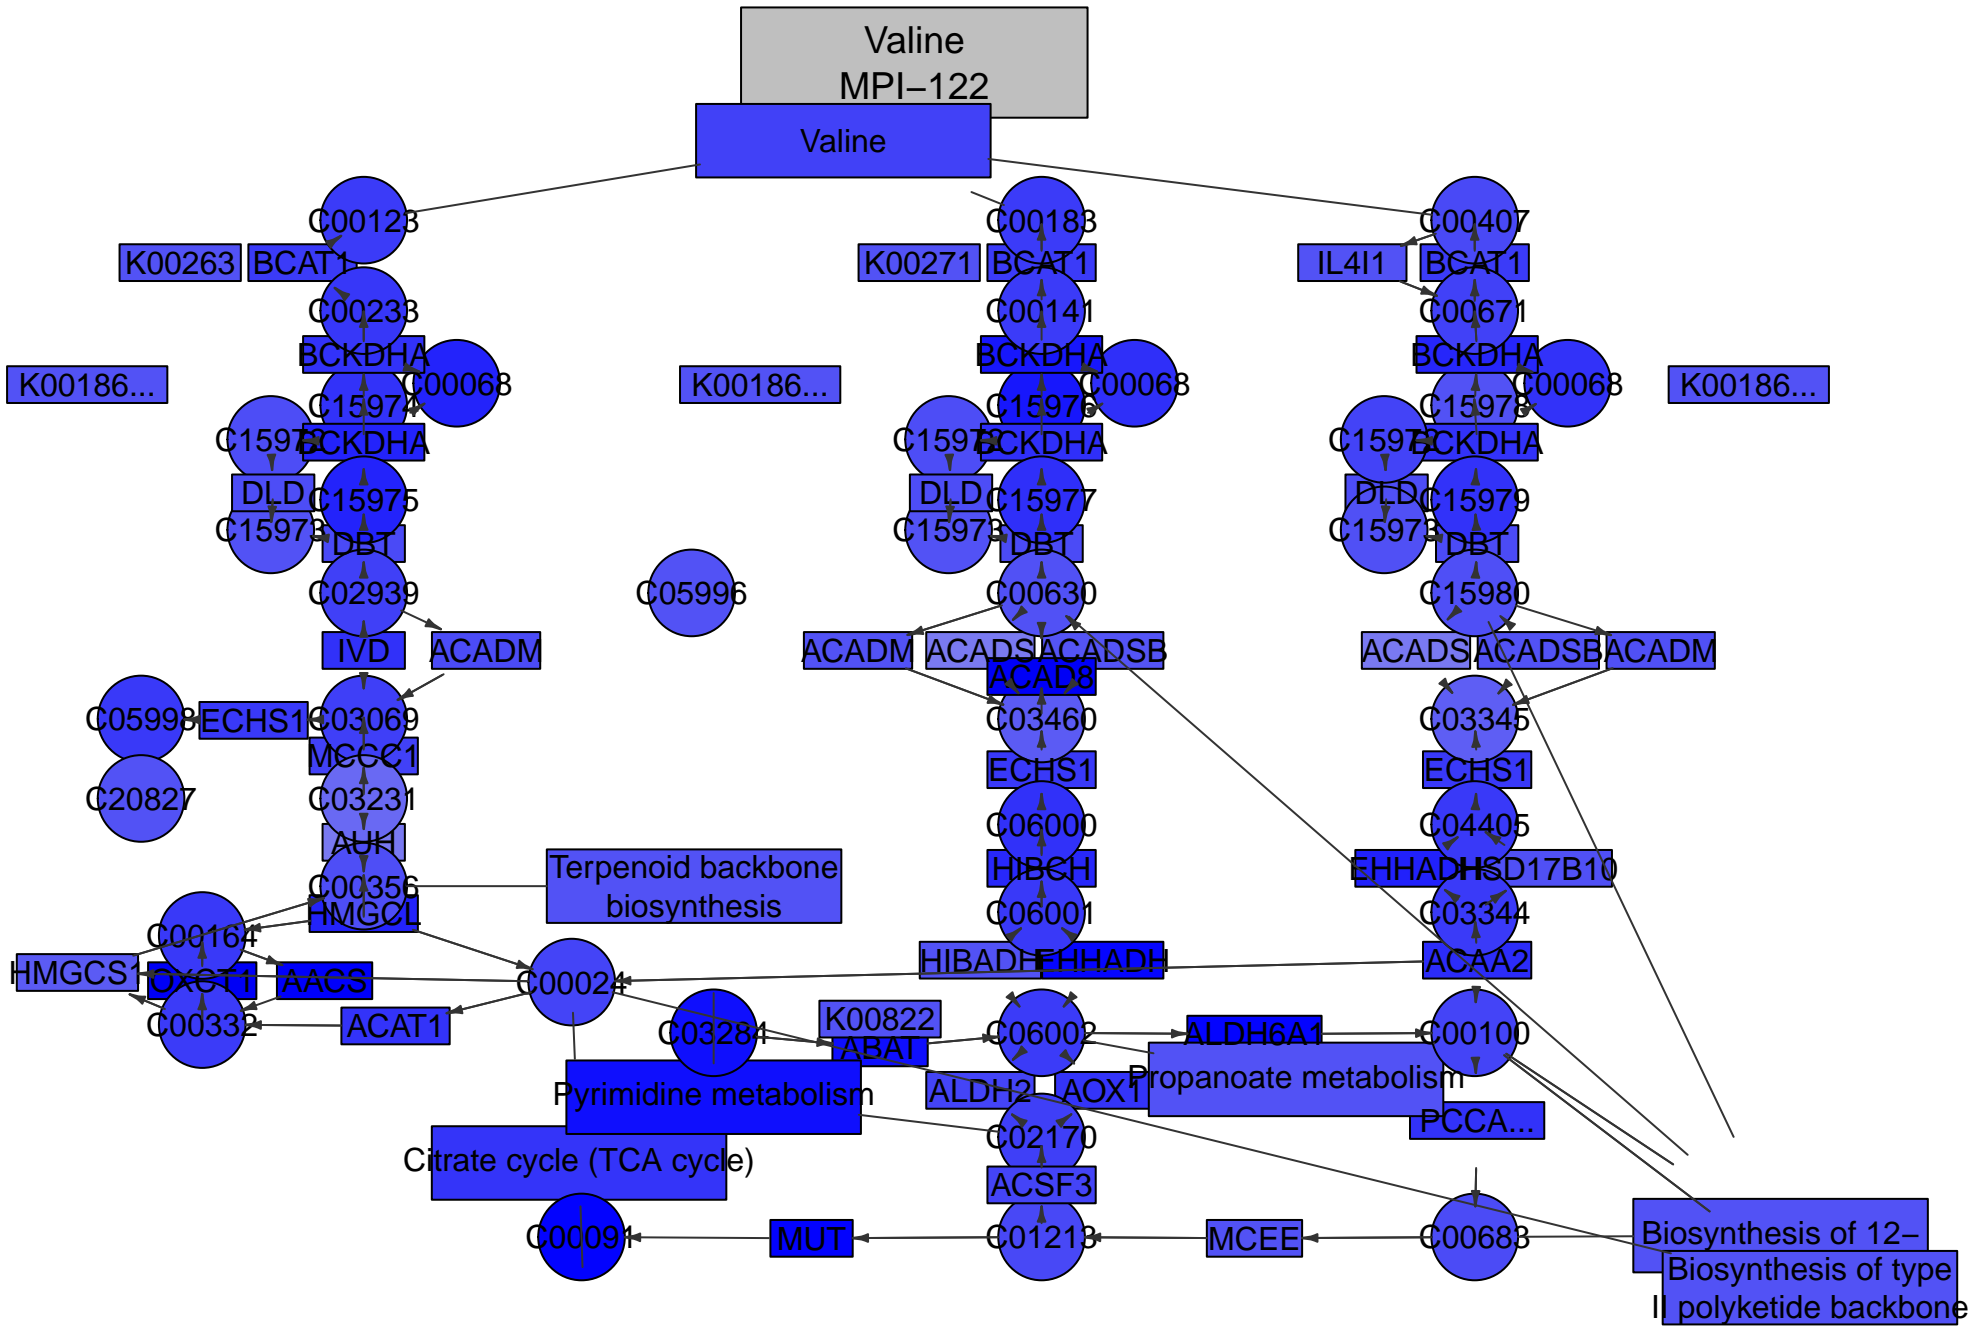 Valine
MPI−122
Valine
C00123
C00183
C00407
K00263
BCAT1
K00271
BCAT1
IL4I1
BCAT1
C00233
C00141
C00671
BCKDHA
BCKDHA
BCKDHA
K00186...
C00068
K00186...
C00068
C00068
K00186...
C15974
C15976
C15978
C15972
BCKDHA
C15972
BCKDHA
C15972
BCKDHA
DLD
C15975
DLD
C15977
DLD
C15979
C15973
DBT
C15973
DBT
C15973
DBT
C02939
C05996
C00630
C15980
IVD
ACADM
ACADM
ACADS
ACADSB
ACADS
ACADSB
ACADM
ACAD8
C05998
ECHS1
C03069
C03460
C03345
MCCC1
ECHS1
ECHS1
C20827
C03231
C06000
C04405
AUH
HIBCH
EHHADH
HSD17B10
Terpenoid backbone
biosynthesis
C00356
HMGCL
C06001
C03344
C00164
HMGCS1
OXCT1
AACS
C00024
HIBADH
EHHADH
ACAA2
C00332
ACAT1
C03284
K00822
ABAT
C06002
ALDH6A1
C00100
Pyrimidine metabolism
ALDH2
AOX1
Propanoate metabolism
PCCA...
C02170
Citrate cycle (TCA cycle)
ACSF3
C00091
MUT
C01213
MCEE
C00683
Biosynthesis of 12−
Biosynthesis of type
II polyketide backbone